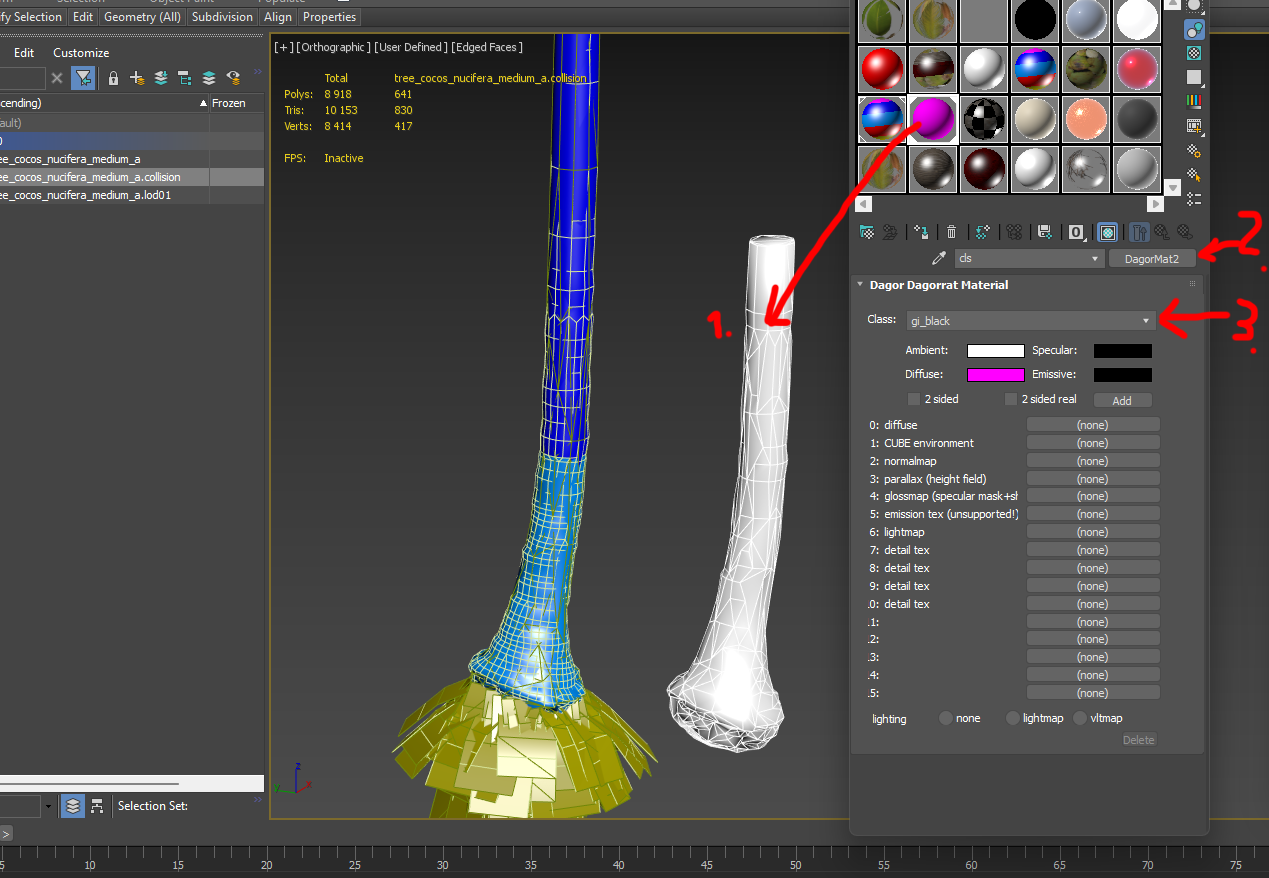 fy Selection Edit Geometry (All) Subdivision Align Properties
Edit Customize
cending) Frozen
ault)
0
ee_cocos_nucifera_medium_a
ee_cocos_nucifera_medium_a.collision
ee_cocos_nucifera_medium_a.lod01
[+] [Orthographic ] [User Defined ] [Edged Faces ]
Total tree_cocos_nucifera_medium_a.collision
Polys: 8 918 641
Tris: 10 153 830
Verts: 8 414 417
FPS: Inactive
1.
2.
3.
cls DagorMat2
Dagor Dagorrat Material
Class: gi_black
Ambient: Specular:
Diffuse: Emissive:
2 sided 2 sided real Add
0: diffuse (none)
1: CUBE environment (none)
2: normalmap (none)
3: parallax (height field) (none)
4: glossmap (specular mask+sh (none)
5: emission tex (unsupported!) (none)
6: lightmap (none)
7: detail tex (none)
8: detail tex (none)
9: detail tex (none)
.0: detail tex (none)
.1: (none)
.2: (none)
.3: (none)
.4: (none)
.5: (none)
lighting none lightmap vltmap
Delete
z
y x
Selection Set:
>
5 10 15 20 25 30 35 40 45 50 55 60 65 70 75